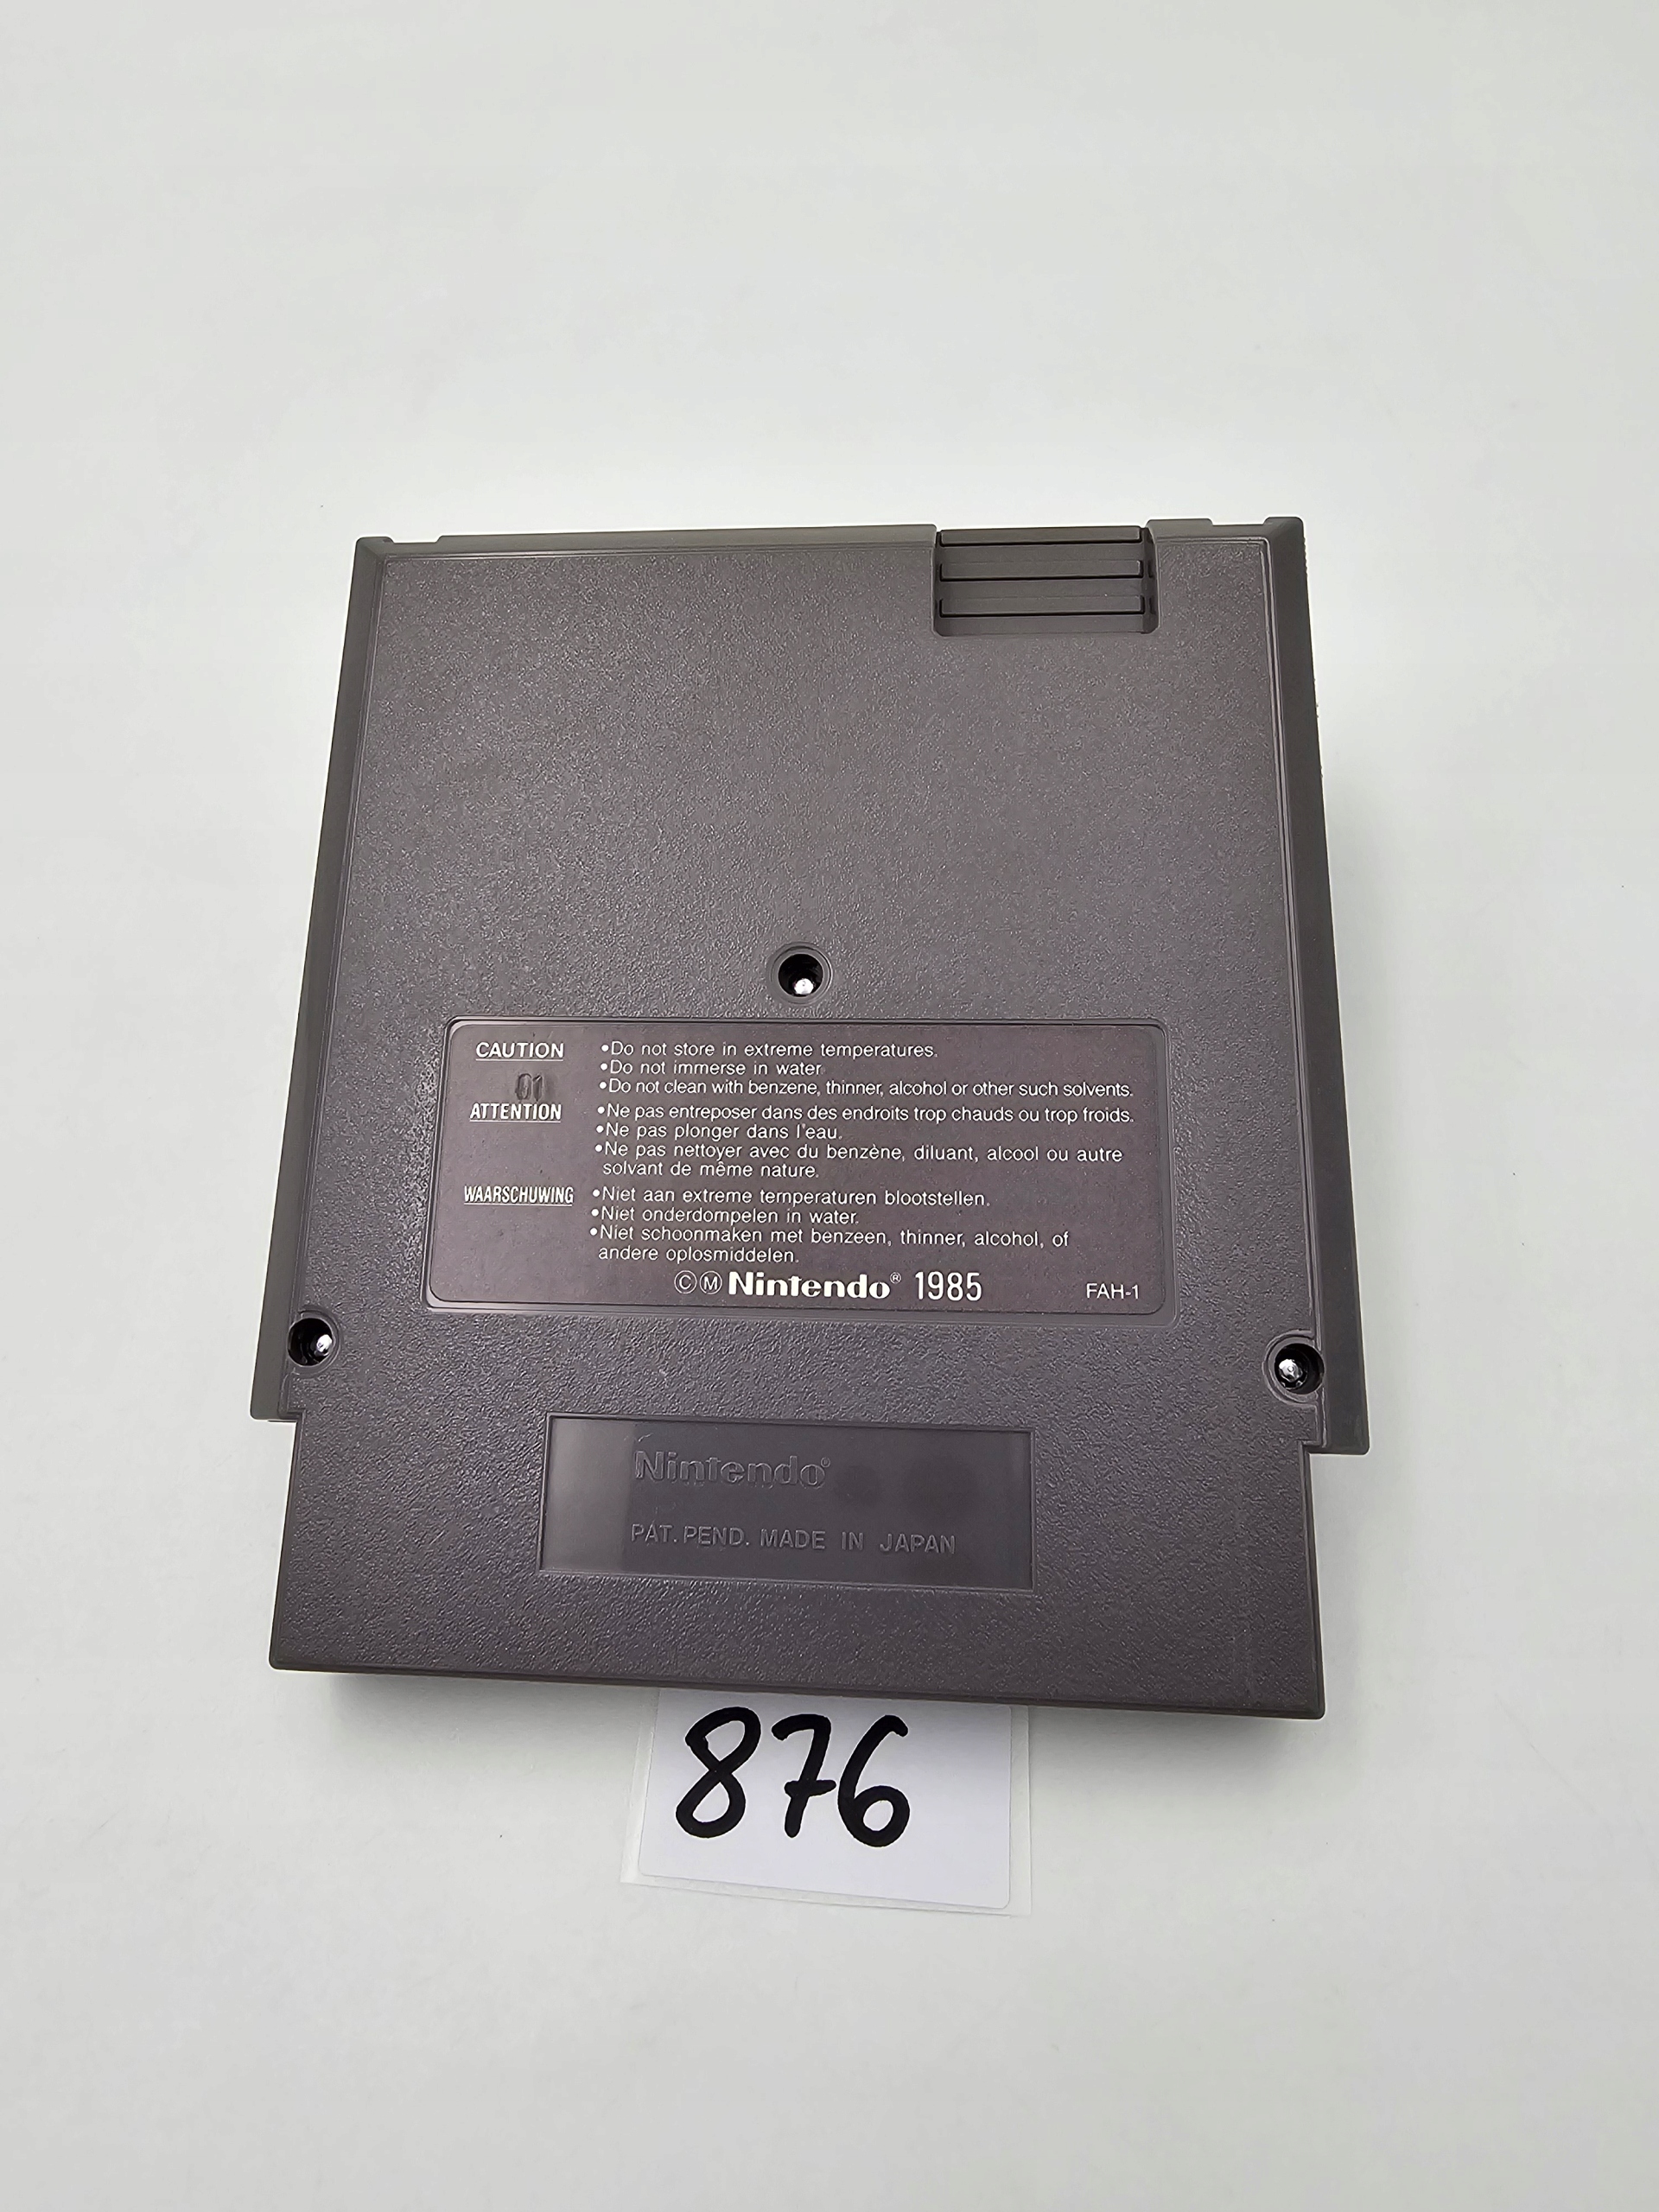 CAUTION •Do not store in extreme temperatures.
•Do not immerse in water
01 •Do not clean with benzene, thinner, alcohol or other such solvents.
ATTENTION •Ne pas entreposer dans des endroits trop chauds ou trop froids.
•Ne pas plonger dans l'eau.
•Ne pas nettoyer avec du benzène, diluant, alcool ou autre
solvant de même nature.
WAARSCHUWING •Niet aan extreme temperaturen blootstellen.
•Niet onderdompelen in water.
•Niet schoonmaken met benzeen, thinner, alcohol, of
andere oplosmiddelen.
©Ⓜ Nintendo® 1985 FAH-1
Nintendo®
PAT. PEND. MADE IN JAPAN
876